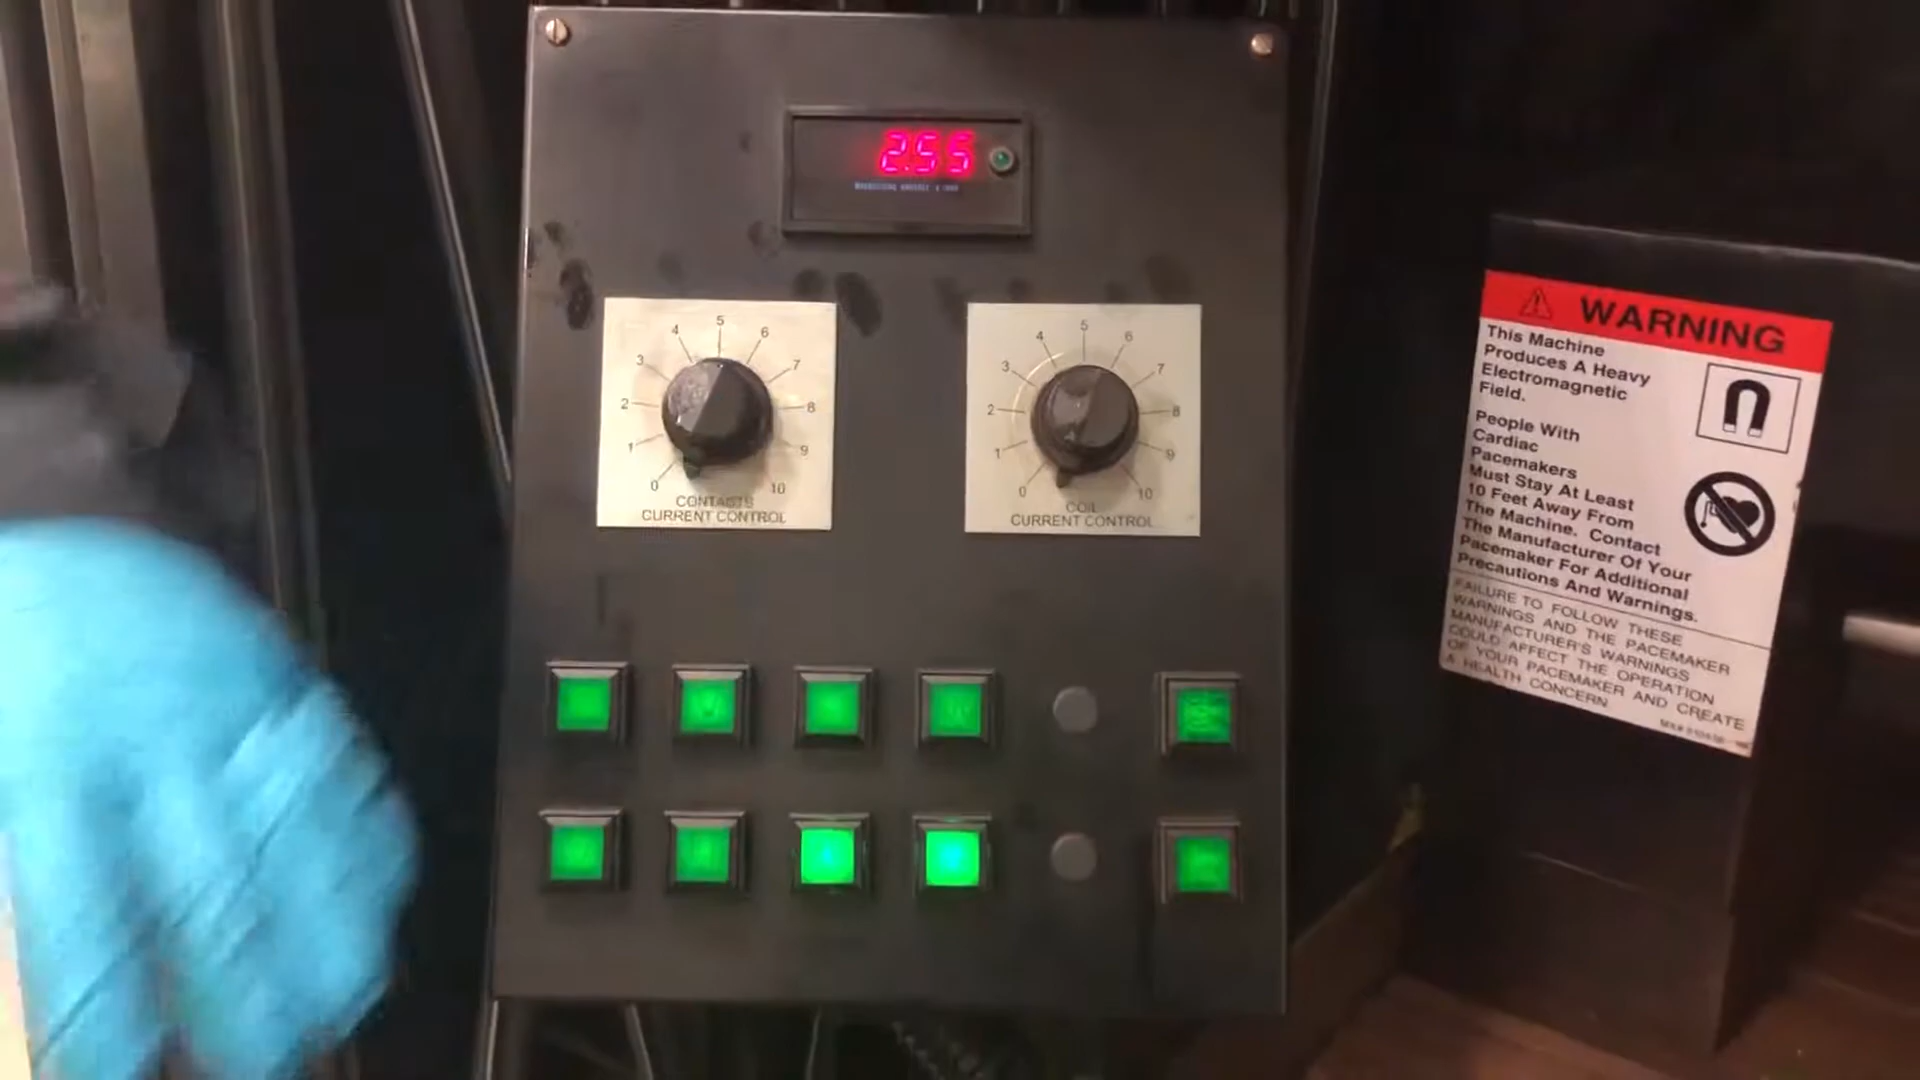 2.55
5
4 6
3 7
2 8
1 9
0 10
CONTACTS
CURRENT CONTROL
5
4 6
3 7
2 8
1 9
0 10
COIL
CURRENT CONTROL
WARNING
This Machine
Produces A Heavy
Electromagnetic
Field.
People With
Cardiac
Pacemakers
Must Stay At Least
10 Feet Away From
The Machine. Contact
The Manufacturer Of Your
Pacemaker For Additional
Precautions And Warnings.
FAILURE TO FOLLOW THESE
WARNINGS AND THE PACEMAKER
MANUFACTURER'S WARNINGS
COULD AFFECT THE OPERATION
OF YOUR PACEMAKER AND CREATE
A HEALTH CONCERN.